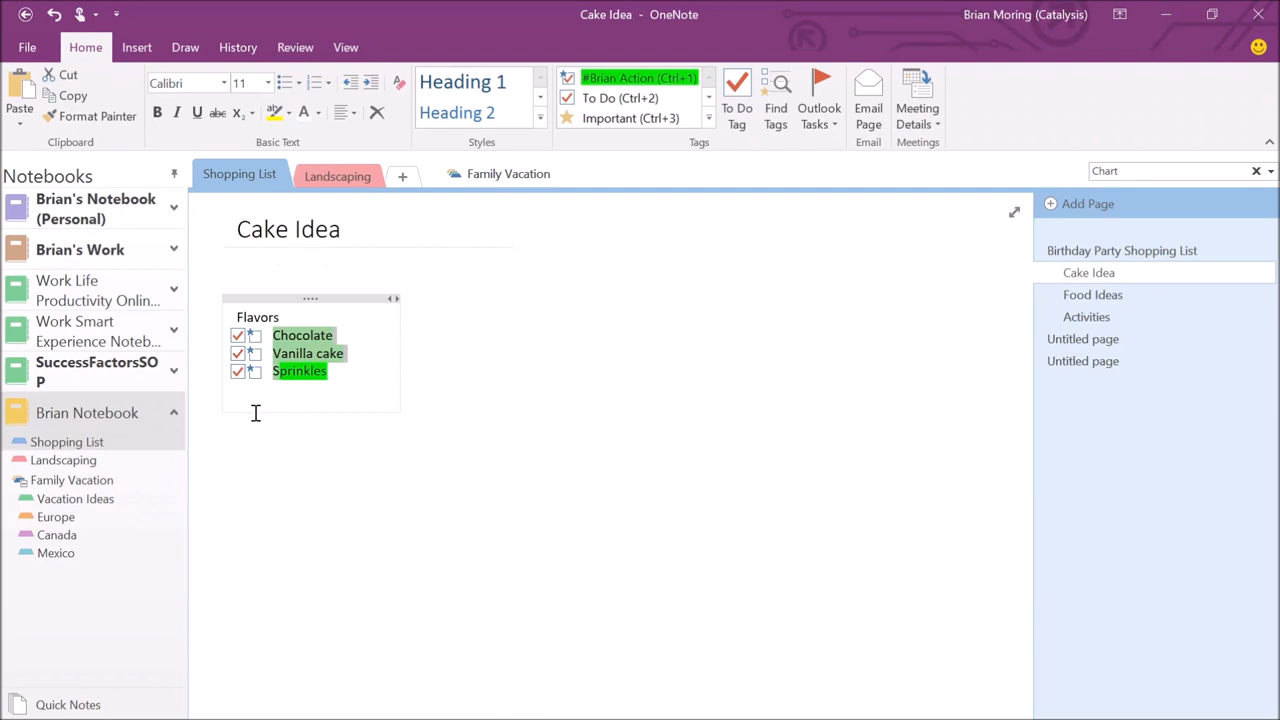 Cake Idea - OneNote
Brian Moring (Catalysis)
File Home Insert Draw History Review View
Paste
Cut
Copy
Format Painter
Clipboard
Calibri 11
B I U abc X2 A
Basic Text
Heading 1
Heading 2
Styles
#Brian Action (Ctrl+1)
To Do (Ctrl+2)
Important (Ctrl+3)
To Do
Tag
Find
Tags
Outlook
Tasks
Tags
Email
Page
Email
Meeting
Details
Meetings
Notebooks
Brian's Notebook
(Personal)
Brian's Work
Work Life
Productivity Onlin...
Work Smart
Experience Noteb...
SuccessFactorsSO
P
Brian Notebook
Shopping List
Landscaping
Family Vacation
Vacation Ideas
Europe
Canada
Mexico
Quick Notes
Shopping List
Landscaping
Family Vacation
Chart
Cake Idea
Flavors
Chocolate
Vanilla cake
Sprinkles
Add Page
Birthday Party Shopping List
Cake Idea
Food Ideas
Activities
Untitled page
Untitled page